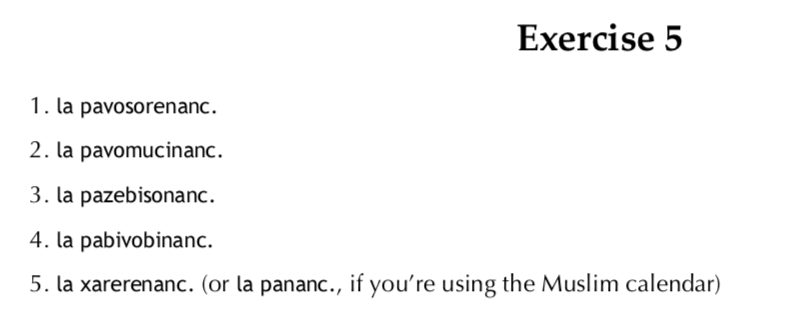 Exercise 5
1. la pavosorenanc.
2. la pavomucinanc.
3. la pazebisonanc.
4. la pabivobinanc.
5. la xarerenanc. (or la pananc., if you’re using the Muslim calendar)